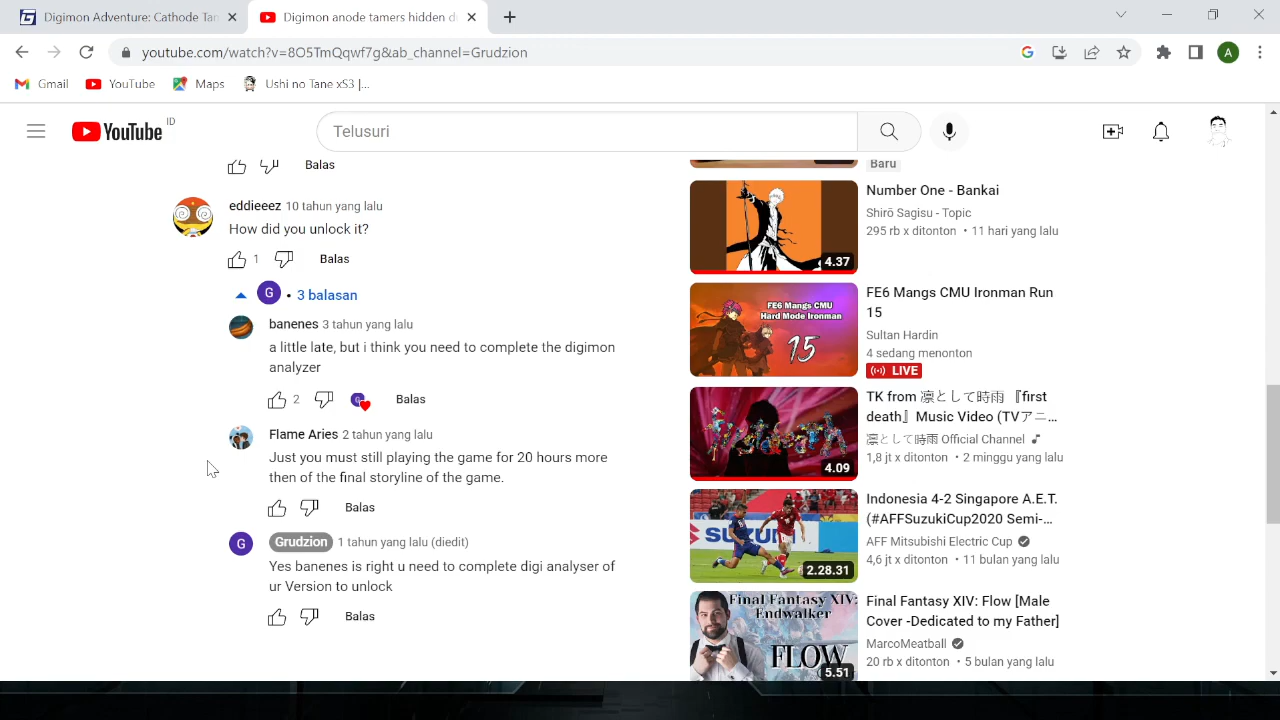 Digimon Adventure: Cathode Tan
Digimon anode tamers hidden d
youtube.com/watch?v=8O5TmQqwf7g&ab_channel=Grudzion
A
Gmail
YouTube
Maps
Ushi no Tane xS3 |...
YouTube ID
Telusuri
Balas
eddieeez 10 tahun yang lalu
How did you unlock it?
1 Balas
G • 3 balasan
banenes 3 tahun yang lalu
a little late, but i think you need to complete the digimon
analyzer
2 Balas
Flame Aries 2 tahun yang lalu
Just you must still playing the game for 20 hours more
then of the final storyline of the game.
Balas
G
Grudzion 1 tahun yang lalu (diedit)
Yes banenes is right u need to complete digi analyser of
ur Version to unlock
Balas
Baru
4.37
Number One - Bankai
Shirō Sagisu - Topic
295 rb x ditonton • 11 hari yang lalu
FE6 Mangs CMU
Hard Mode Ironman
15
FE6 Mangs CMU Ironman Run
15
Sultan Hardin
4 sedang menonton
LIVE
4.09
TK from 凛として時雨 『first
death』Music Video (TVアニ...
凛として時雨 Official Channel
1,8 jt x ditonton • 2 minggu yang lalu
SUZUKI
2.28.31
Indonesia 4-2 Singapore A.E.T.
(#AFFSuzukiCup2020 Semi-...
AFF Mitsubishi Electric Cup
4,6 jt x ditonton • 11 bulan yang lalu
Final Fantasy XIV:
Endwalker
FLOW
5.51
Final Fantasy XIV: Flow [Male
Cover -Dedicated to my Father]
MarcoMeatball
20 rb x ditonton • 5 bulan yang lalu